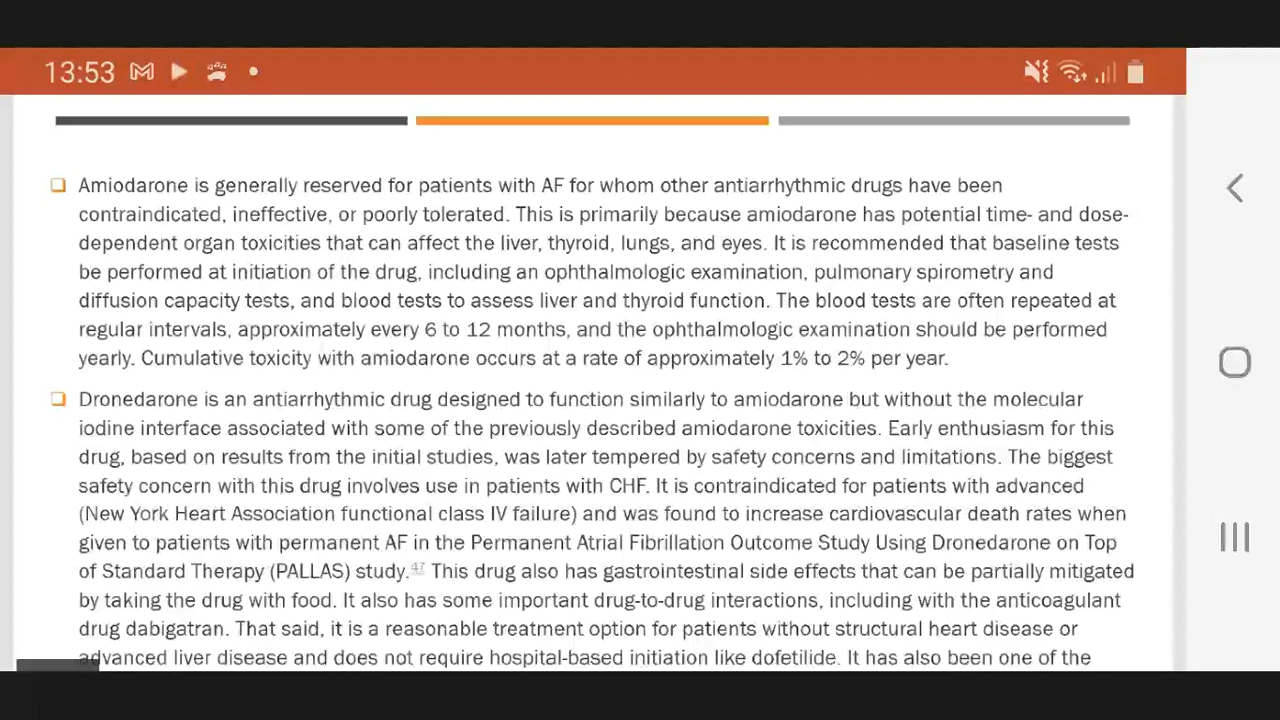 13:53
Amiodarone is generally reserved for patients with AF for whom other antiarrhythmic drugs have been
contraindicated, ineffective, or poorly tolerated. This is primarily because amiodarone has potential time- and dose-
dependent organ toxicities that can affect the liver, thyroid, lungs, and eyes. It is recommended that baseline tests
be performed at initiation of the drug, including an ophthalmologic examination, pulmonary spirometry and
diffusion capacity tests, and blood tests to assess liver and thyroid function. The blood tests are often repeated at
regular intervals, approximately every 6 to 12 months, and the ophthalmologic examination should be performed
yearly. Cumulative toxicity with amiodarone occurs at a rate of approximately 1% to 2% per year.
Dronedarone is an antiarrhythmic drug designed to function similarly to amiodarone but without the molecular
iodine interface associated with some of the previously described amiodarone toxicities. Early enthusiasm for this
drug, based on results from the initial studies, was later tempered by safety concerns and limitations. The biggest
safety concern with this drug involves use in patients with CHF. It is contraindicated for patients with advanced
(New York Heart Association functional class IV failure) and was found to increase cardiovascular death rates when
given to patients with permanent AF in the Permanent Atrial Fibrillation Outcome Study Using Dronedarone on Top
of Standard Therapy (PALLAS) study.47 This drug also has gastrointestinal side effects that can be partially mitigated
by taking the drug with food. It also has some important drug-to-drug interactions, including with the anticoagulant
drug dabigatran. That said, it is a reasonable treatment option for patients without structural heart disease or
advanced liver disease and does not require hospital-based initiation like dofetilide. It has also been one of the